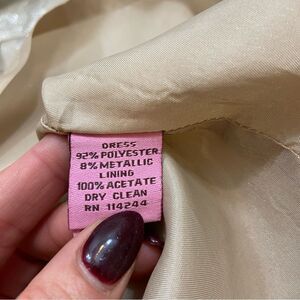 DRESS
92% POLYESTER
8% METALLIC
LINING
100% ACETATE
DRY CLEAN
RN 114244